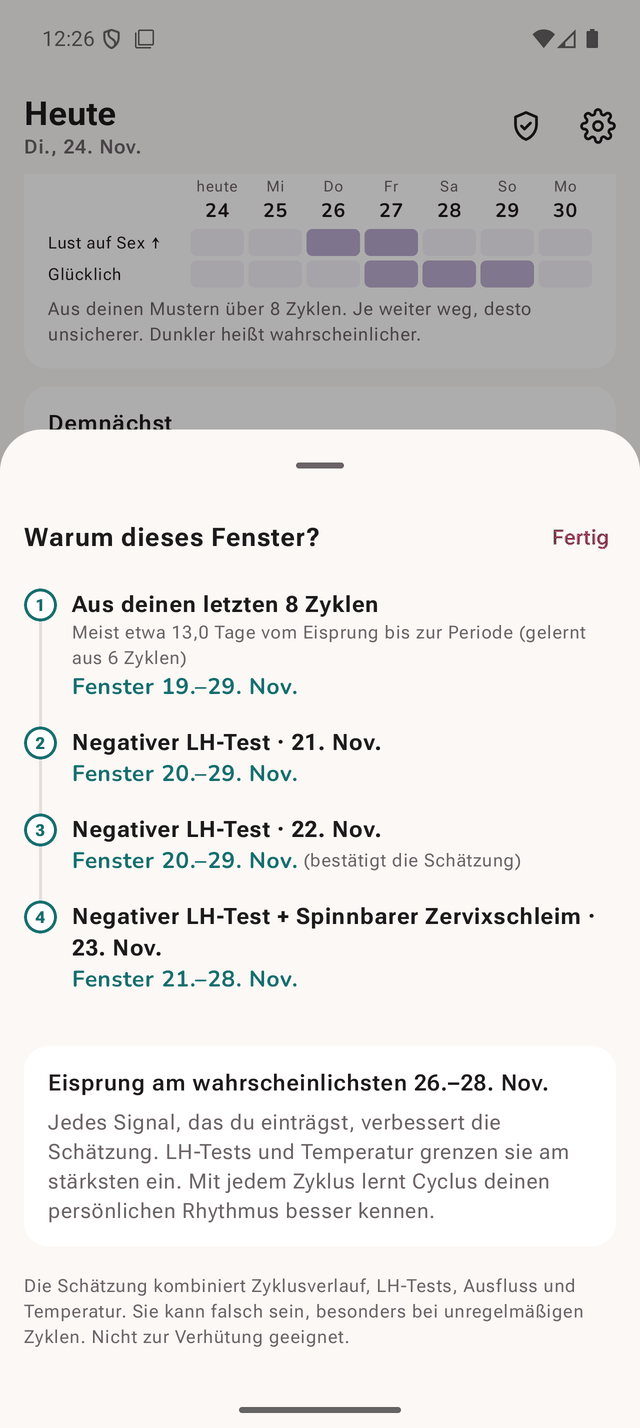 12:26
Heute
Di., 24. Nov.
heute Mi Do Fr Sa So Mo
24 25 26 27 28 29 30
Lust auf Sex ↑
Glücklich
Aus deinen Mustern über 8 Zyklen. Je weiter weg, desto
unsicherer. Dunkler heißt wahrscheinlicher.
Demnächst
Warum dieses Fenster?
Fertig
1 Aus deinen letzten 8 Zyklen
Meist etwa 13,0 Tage vom Eisprung bis zur Periode (gelernt
aus 6 Zyklen)
Fenster 19.–29. Nov.
2 Negativer LH-Test · 21. Nov.
Fenster 20.–29. Nov.
3 Negativer LH-Test · 22. Nov.
Fenster 20.–29. Nov. (bestätigt die Schätzung)
4 Negativer LH-Test + Spinnbarer Zervixschleim ·
23. Nov.
Fenster 21.–28. Nov.
Eisprung am wahrscheinlichsten 26.–28. Nov.
Jedes Signal, das du einträgst, verbessert die
Schätzung. LH-Tests und Temperatur grenzen sie am
stärksten ein. Mit jedem Zyklus lernt Cyclus deinen
persönlichen Rhythmus besser kennen.
Die Schätzung kombiniert Zyklusverlauf, LH-Tests, Ausfluss und
Temperatur. Sie kann falsch sein, besonders bei unregelmäßigen
Zyklen. Nicht zur Verhütung geeignet.